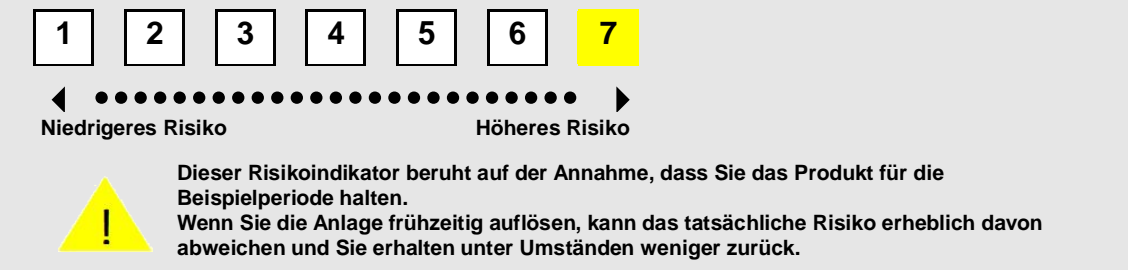 1 2 3 4 5 6 7
Niedrigeres Risiko Höheres Risiko
Dieser Risikoindikator beruht auf der Annahme, dass Sie das Produkt für die
Beispielperiode halten.
Wenn Sie die Anlage frühzeitig auflösen, kann das tatsächliche Risiko erheblich davon
abweichen und Sie erhalten unter Umständen weniger zurück.
!